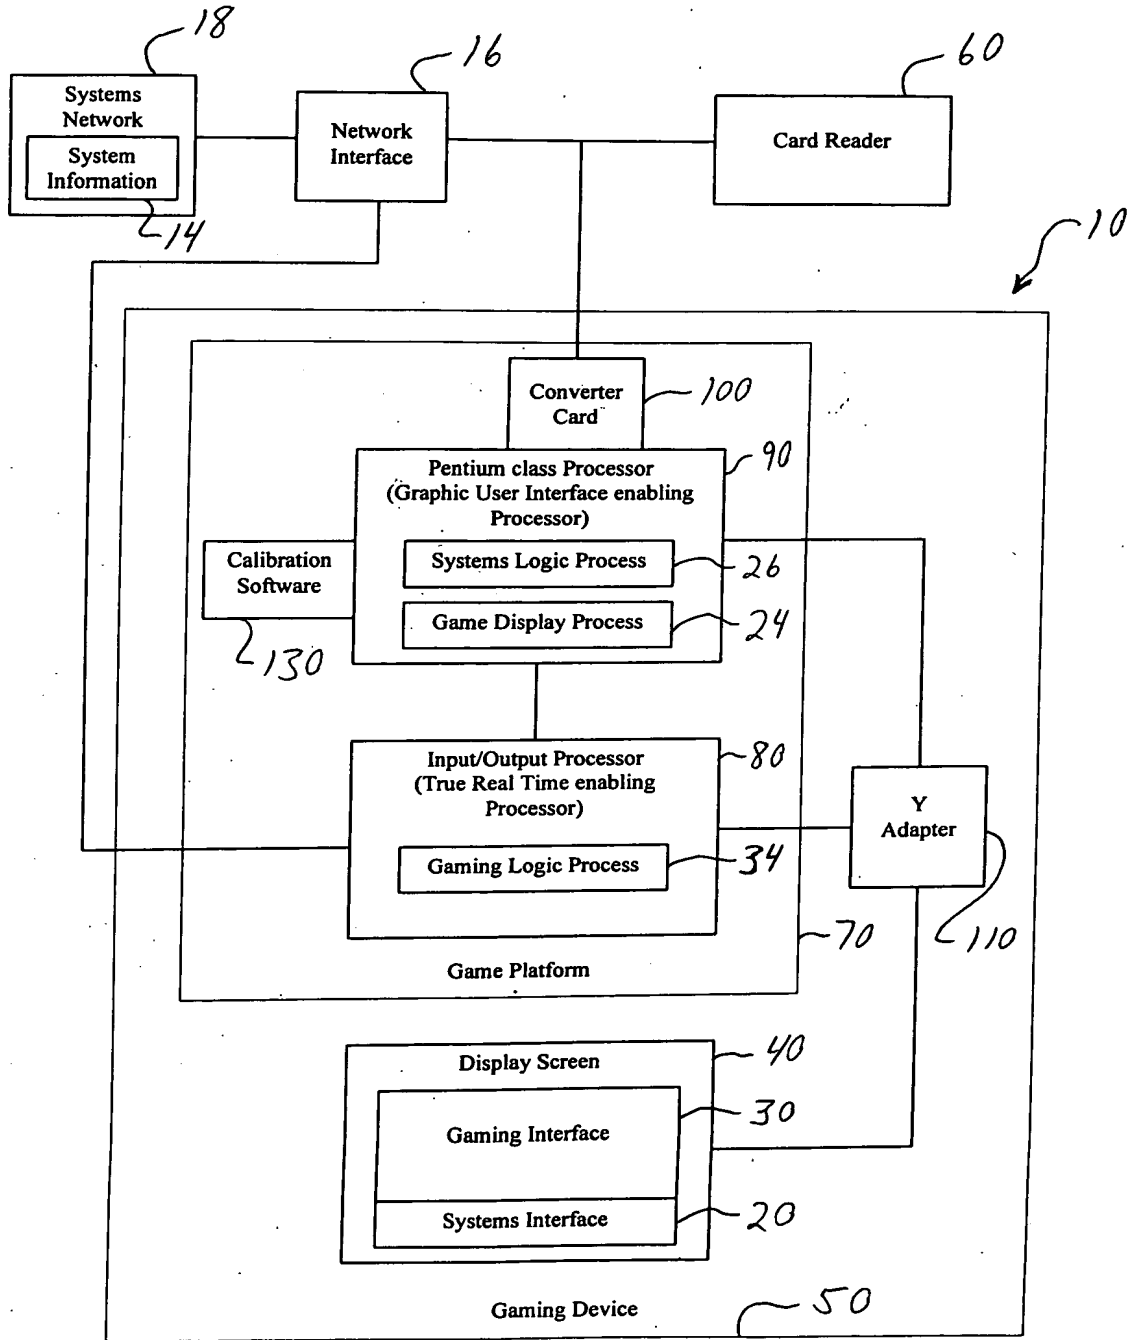 18
16
60
Systems
Network
System
Information
14
Network
Interface
Card Reader
10
Converter
Card
100
Pentium class Processor
(Graphic User Interface enabling
Processor)
90
Systems Logic Process
26
Game Display Process
24
Calibration
Software
130
Input/Output Processor
(True Real Time enabling
Processor)
80
Gaming Logic Process
34
Y
Adapter
110
70
Game Platform
Display Screen
40
Gaming Interface
30
Systems Interface
20
Gaming Device
50